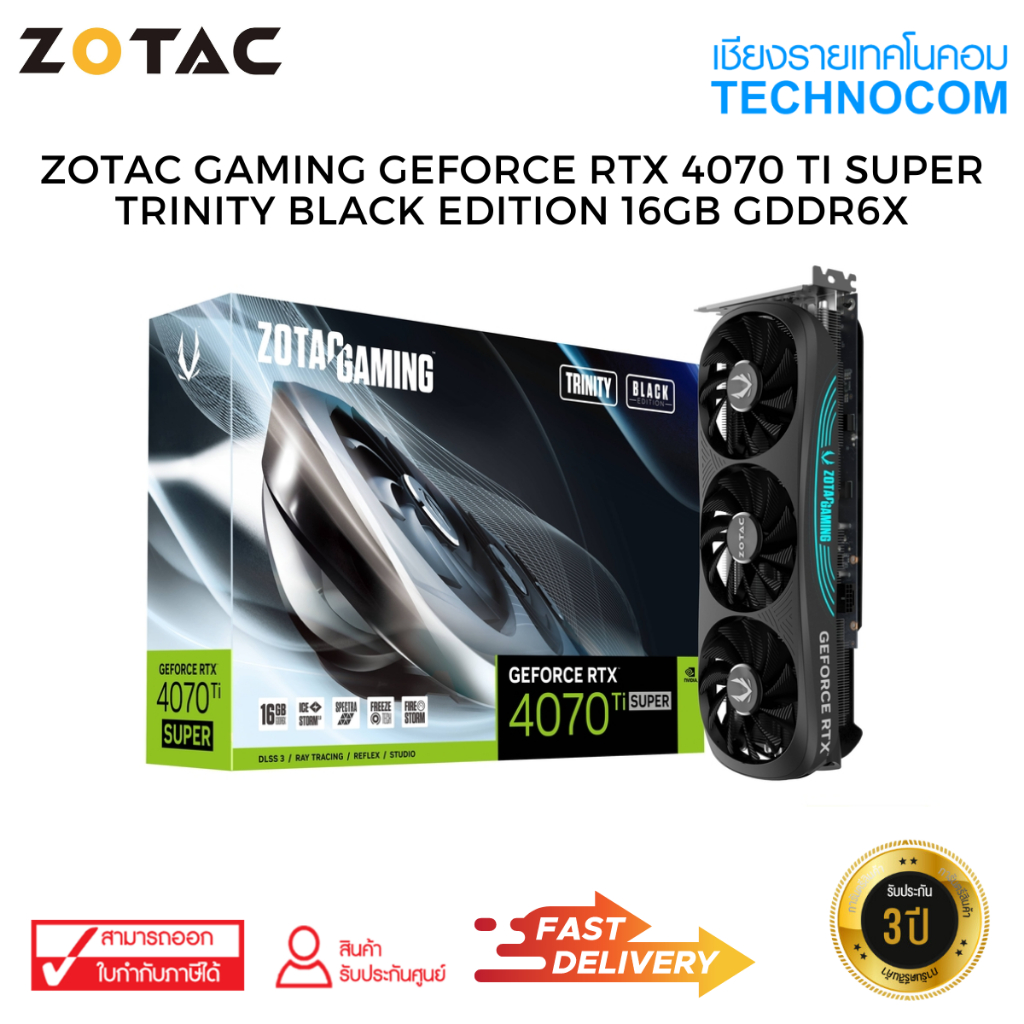 ZOTAC
เชียงรายเทคโนคอม
TECHNOCOM
ZOTAC GAMING GEFORCE RTX 4070 TI SUPER
TRINITY BLACK EDITION 16GB GDDR6X
ZOTAC GAMING
TRINITY
BLACK
EDITION
GEFORCE RTX
4070 Ti
SUPER
16GB
ICE
STORM
SPECTRA
FREEZE
TECH
FIRE
STORM
DLSS 3 / RAY TRACING / REFLEX / STUDIO
GEFORCE RTX
4070 Ti SUPER
NVIDIA
ZOTAC
ZOTAC GAMING
GEFORCE RTX
สามารถออก
ใบกำกับภาษีได้
สินค้า
รับประกันศูนย์
FAST
DELIVERY
รับประกัน
3 ปี